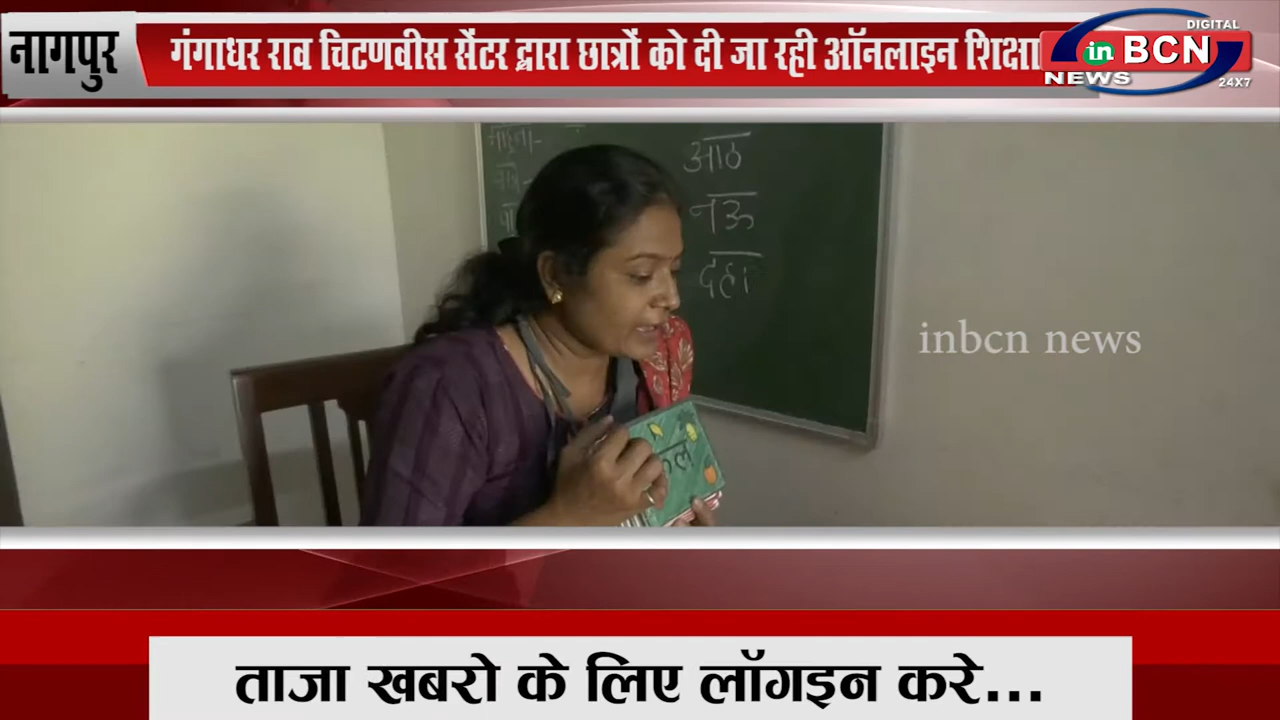 नागपुर
गंगाधर राव चिटणवीस सेंटर द्वारा छात्रों को दी जा रही ऑनलाइन शिक्षा
DIGITAL
in BCN
NEWS
24X7
आठ
नऊ
दहा
inbcn news
ताजा खबरो के लिए लॉगइन करे...